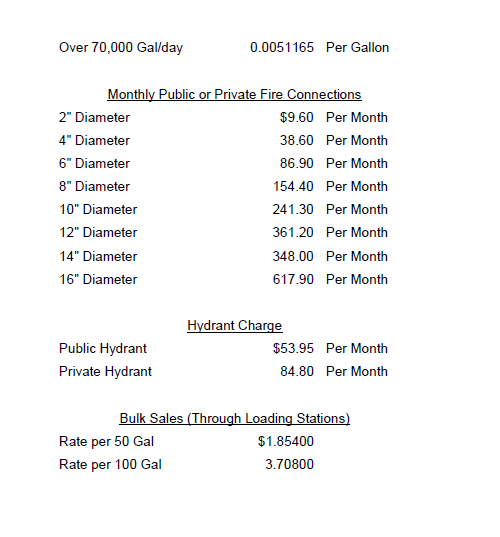 Over 70,000 Gal/day 0.0051165 Per Gallon
Monthly Public or Private Fire Connections
2" Diameter $9.60 Per Month
4" Diameter 38.60 Per Month
6" Diameter 86.90 Per Month
8" Diameter 154.40 Per Month
10" Diameter 241.30 Per Month
12" Diameter 361.20 Per Month
14" Diameter 348.00 Per Month
16" Diameter 617.90 Per Month
Hydrant Charge
Public Hydrant $53.95 Per Month
Private Hydrant 84.80 Per Month
Bulk Sales (Through Loading Stations)
Rate per 50 Gal $1.85400
Rate per 100 Gal 3.70800